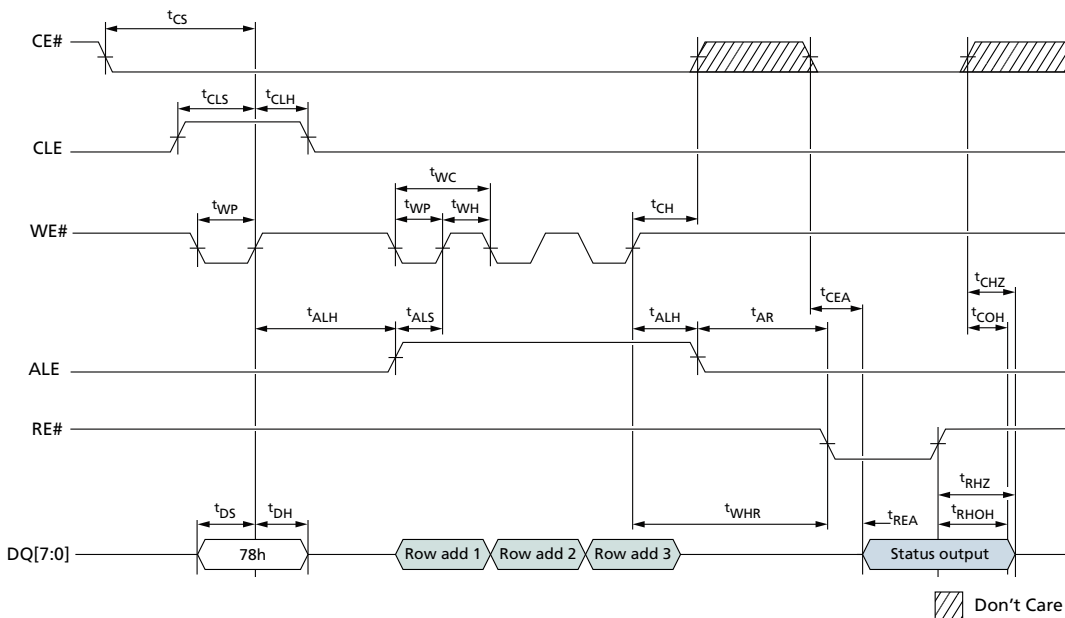 tCS
CE#
tCLS tCLH
CLE
tWC
tWP tWP tWH tCH
WE#
tCHZ
tCEA
tALH tALS tALH tAR tCOH
ALE
RE#
tRHZ
tDS tDH tWHR tREA tRHOH
DQ[7:0] 78h Row add 1 Row add 2 Row add 3 Status output
Don't Care